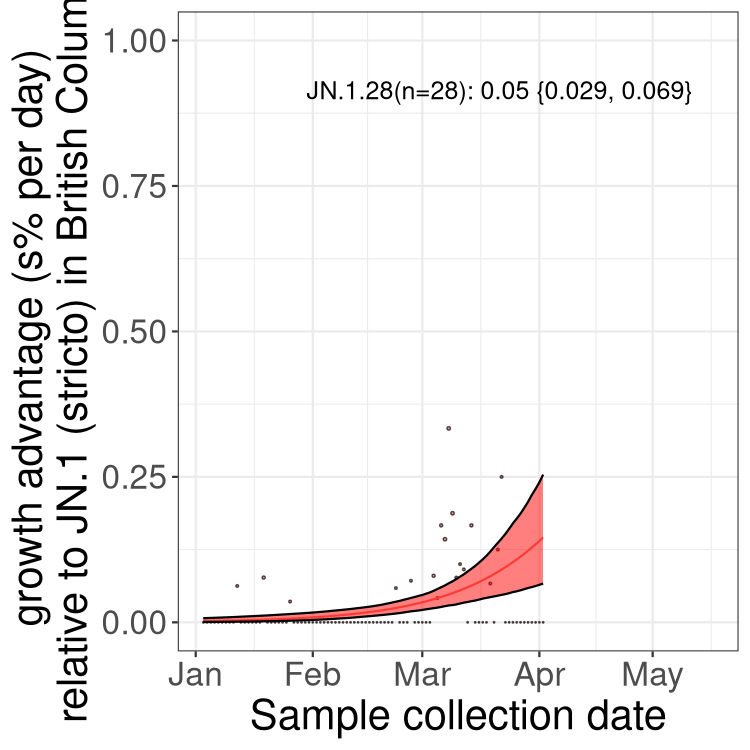 growth advantage (s% per day)
relative to JN.1 (stricto) in British Colum
1.00
0.75
0.50
0.25
0.00
JN.1.28(n=28): 0.05 {0.029, 0.069}
Jan Feb Mar Apr May
Sample collection date